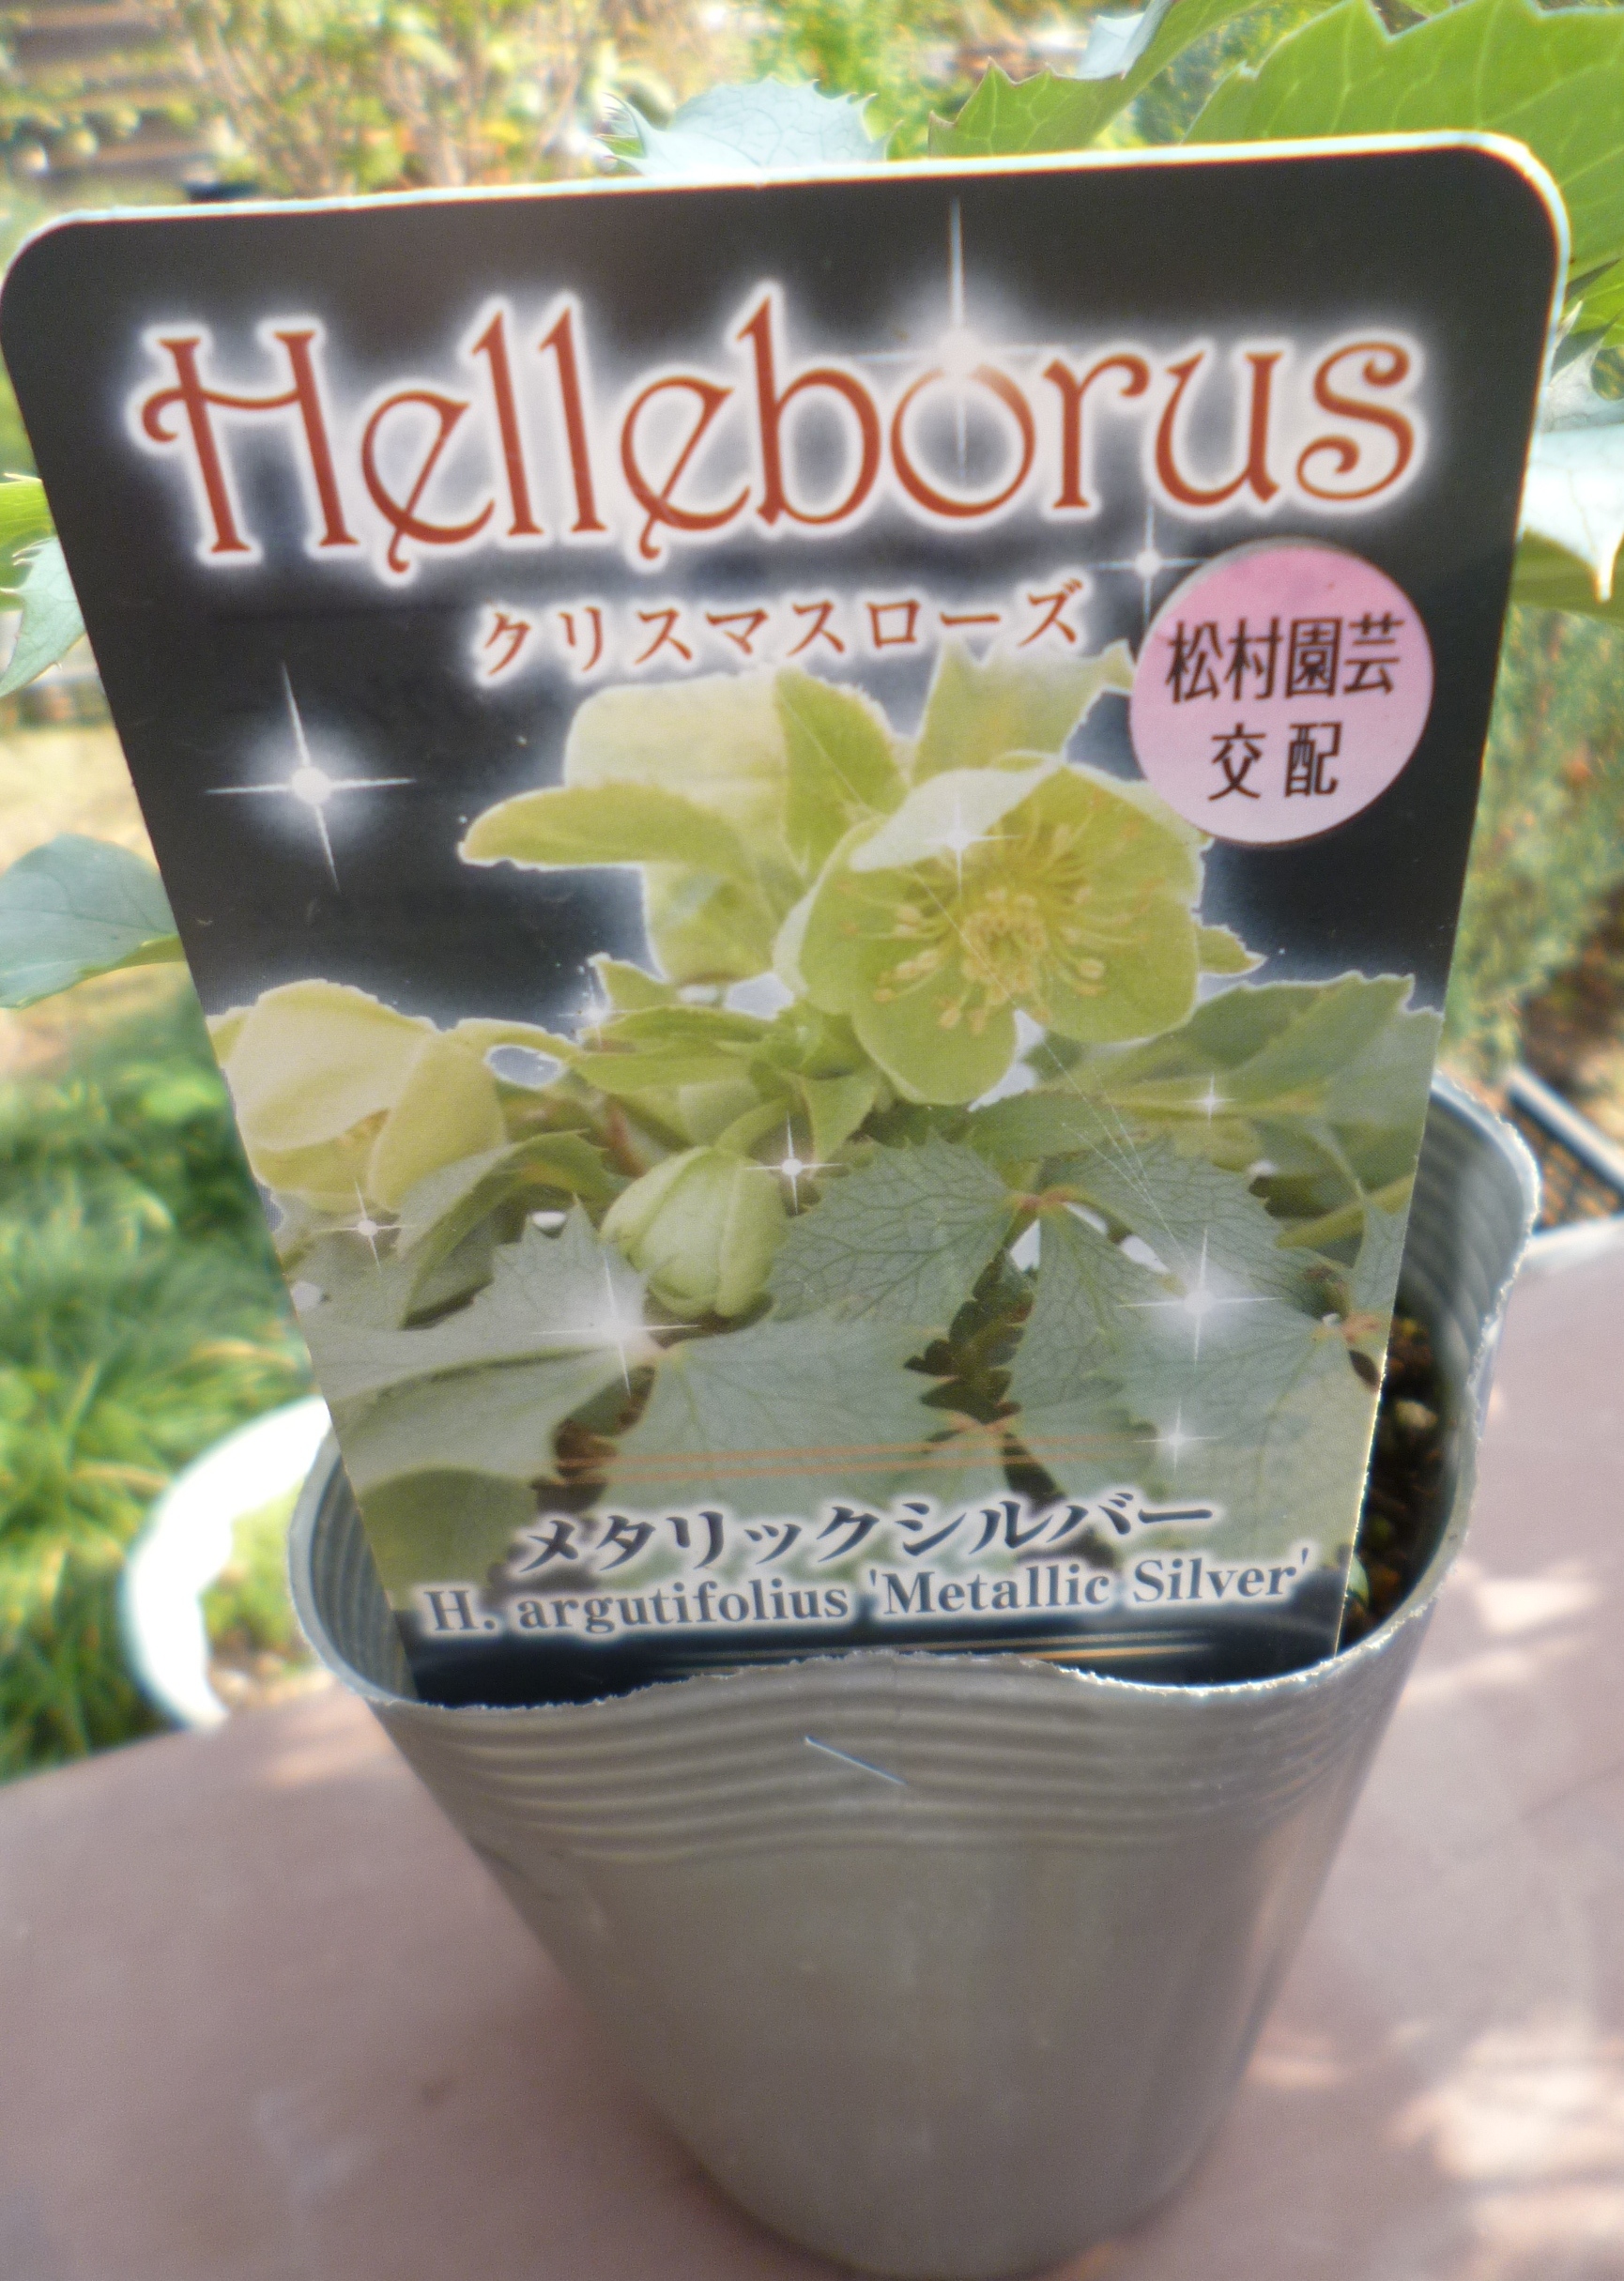 Helleborus
クリスマスローズ
松村園芸
交配
メタリックシルバー
H. argutifolius 'Metallic Silver'